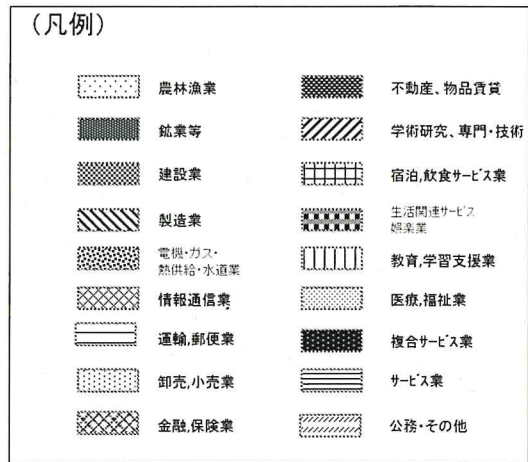 (凡例)
農林漁業
鉱業等
建設業
製造業
電機・ガス・
熱供給・水道業
情報通信業
運輸,郵便業
卸売,小売業
金融,保険業
不動産、物品賃貸
学術研究、専門・技術
宿泊,飲食サービス業
生活関連サービス
娯楽業
教育,学習支援業
医療,福祉業
複合サービス業
サービス業
公務・その他